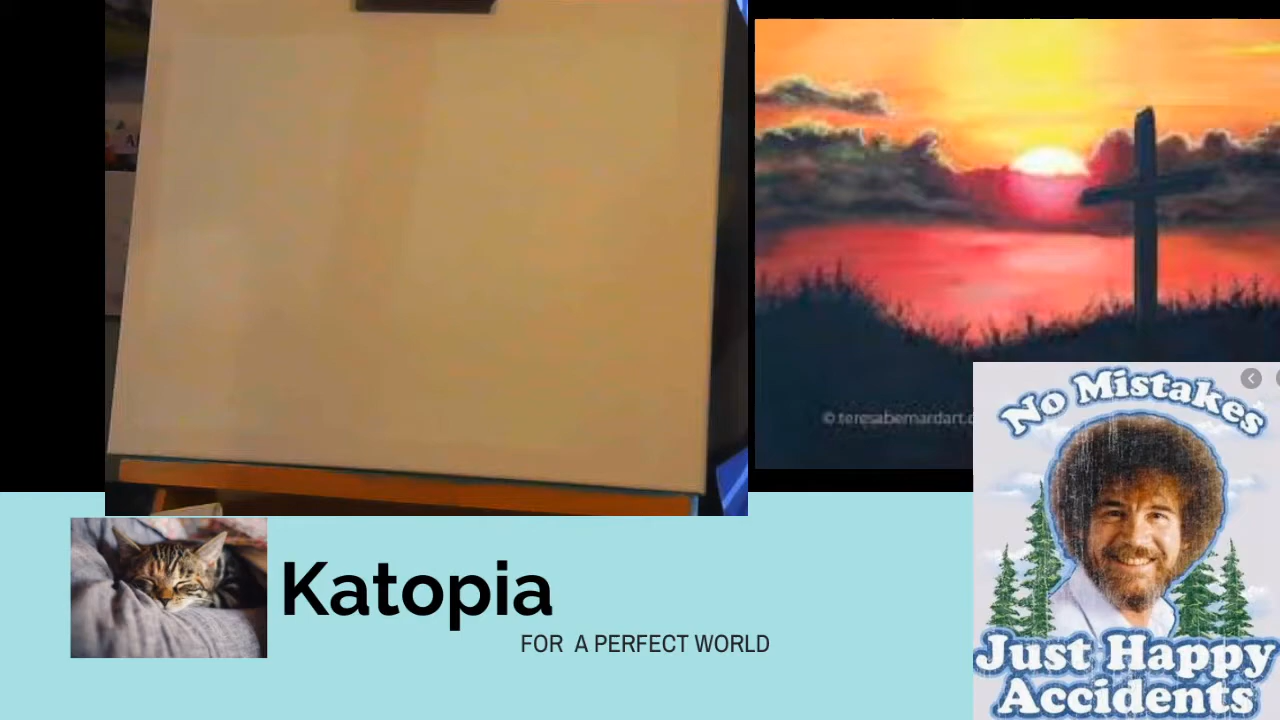 © teresabernardart.c
No Mistakes
Katopia
FOR A PERFECT WORLD
Just Happy
Accidents